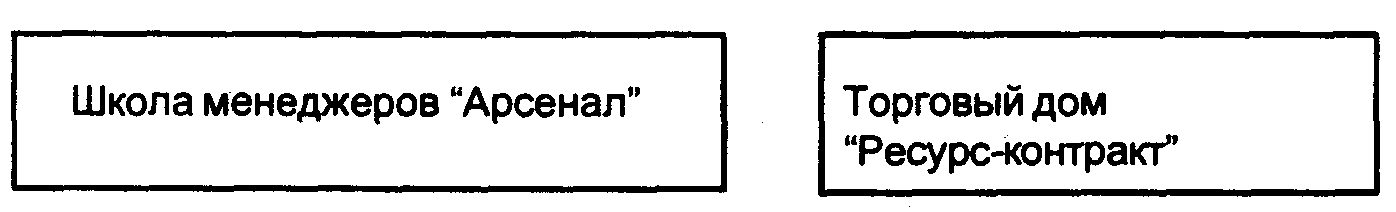 Школа менеджеров “Арсенал”
Торговый дом
“Ресурс-контракт”